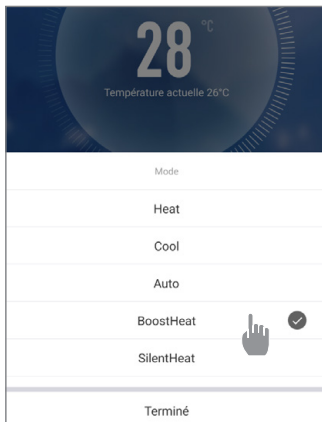 28 °C
Température actuelle 26°C
Mode
Heat
Cool
Auto
BoostHeat
SilentHeat
Terminé